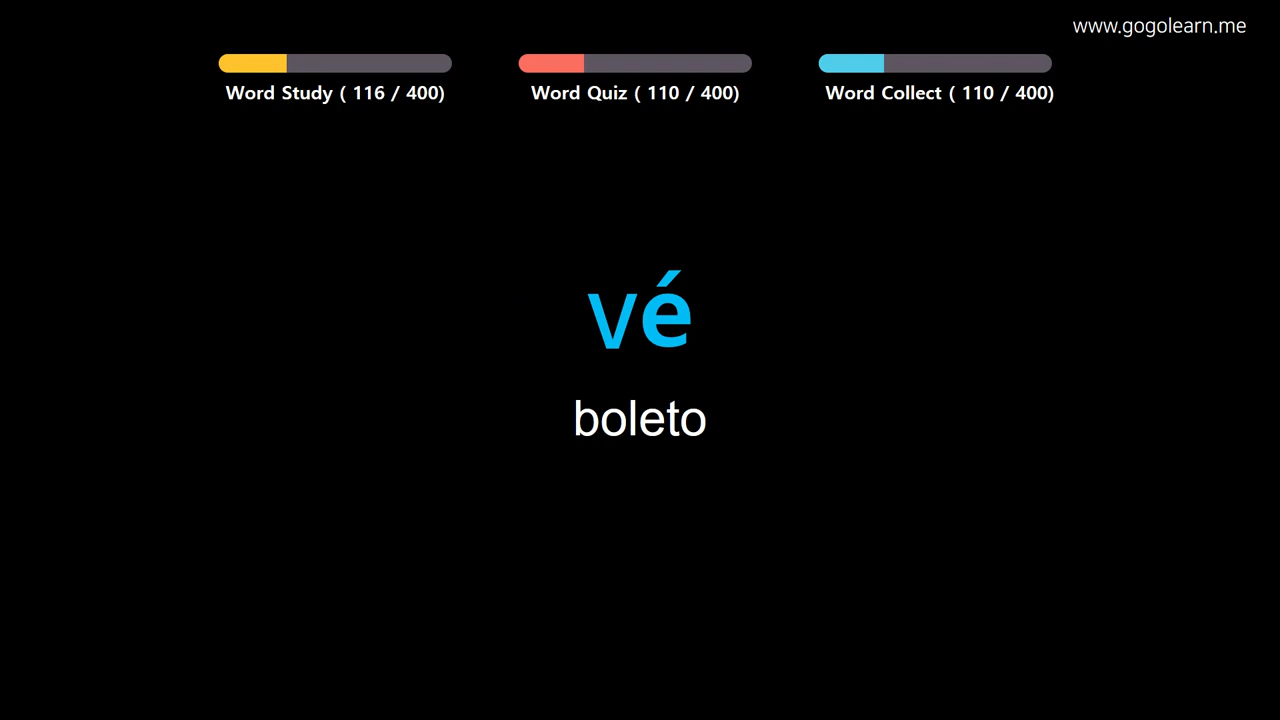 www.gogolearn.me
Word Study ( 116 / 400)
Word Quiz ( 110 / 400)
Word Collect ( 110 / 400)
vé
boleto